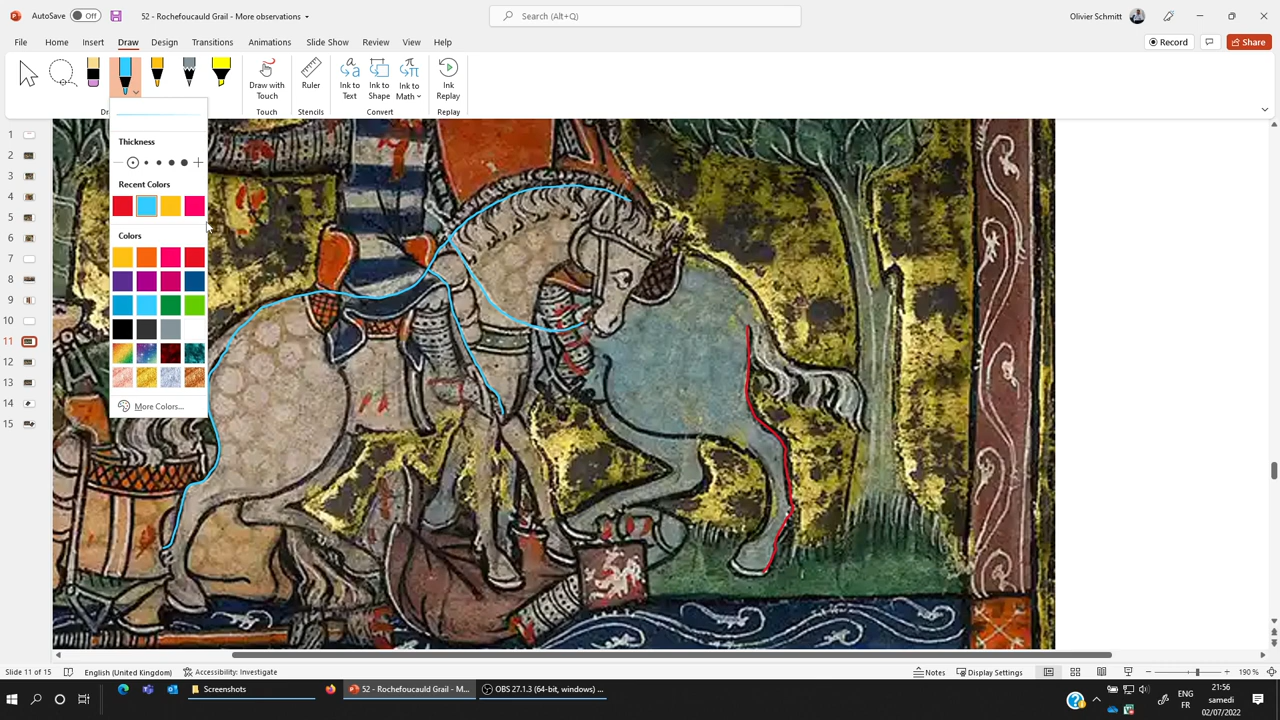 AutoSave Off 52 - Rochefoucauld Grail - More observations Search (Alt+Q) Olivier Schmitt
File Home Insert Draw Design Transitions Animations Slide Show Review View Help Record Share
Draw with Touch
Ruler
Ink to Text
Ink to Shape
Ink to Math
Ink Replay
Dr Touch Stencils Convert Replay
Thickness
Recent Colors
Colors
More Colors...
1
2
3
4
5
6
7
8
9
10
11
12
13
14
15
Slide 11 of 15 English (United Kingdom) Accessibility: Investigate Notes Display Settings 190 %
Screenshots 52 - Rochefoucauld Grail - M... OBS 27.1.3 (64-bit, windows) ...
ENG
FR
21:56
samedi
02/07/2022